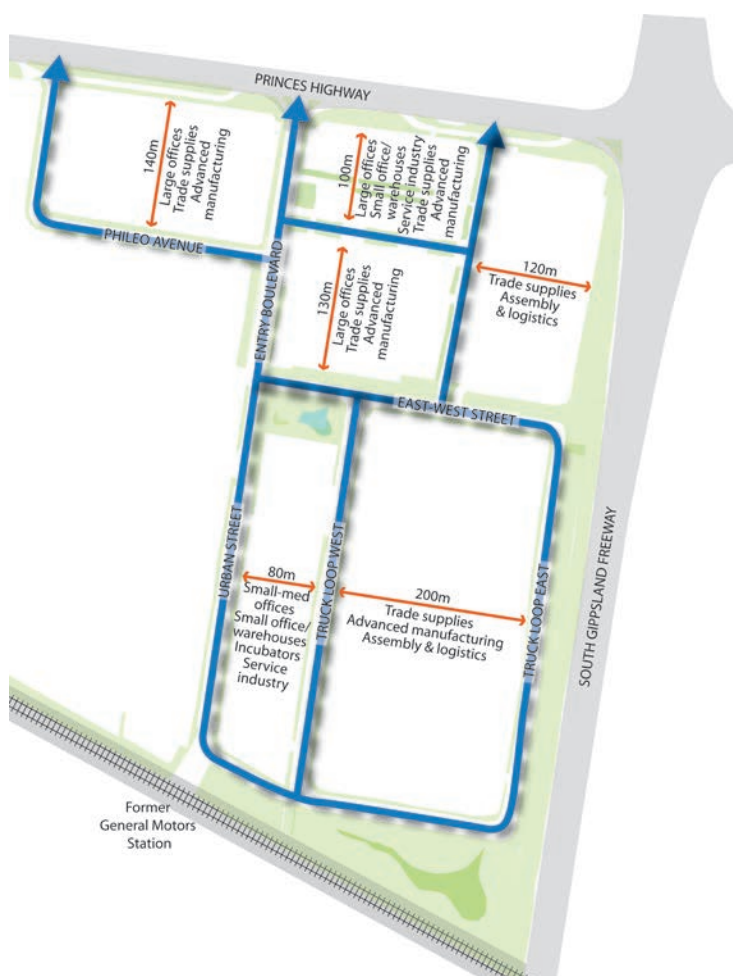 PRINCES HIGHWAY
140m
Large offices
Trade supplies
Advanced
manufacturing
100m
Large offices
Small office/
warehouses
Service industry
Trade supplies
Advanced
manufacturing
PHILEO AVENUE
ENTRY BOULEVARD
130m
Large offices
Trade supplies
Advanced
manufacturing
120m
Trade supplies
Assembly
& logistics
EAST-WEST STREET
URBAN STREET
80m
Small-med
offices
Small office/
warehouses
Incubators
Service
industry
TRUCK LOOP WEST
200m
Trade supplies
Advanced manufacturing
Assembly & logistics
TRUCK LOOP EAST
SOUTH GIPPSLAND FREEWAY
Former
General Motors
Station